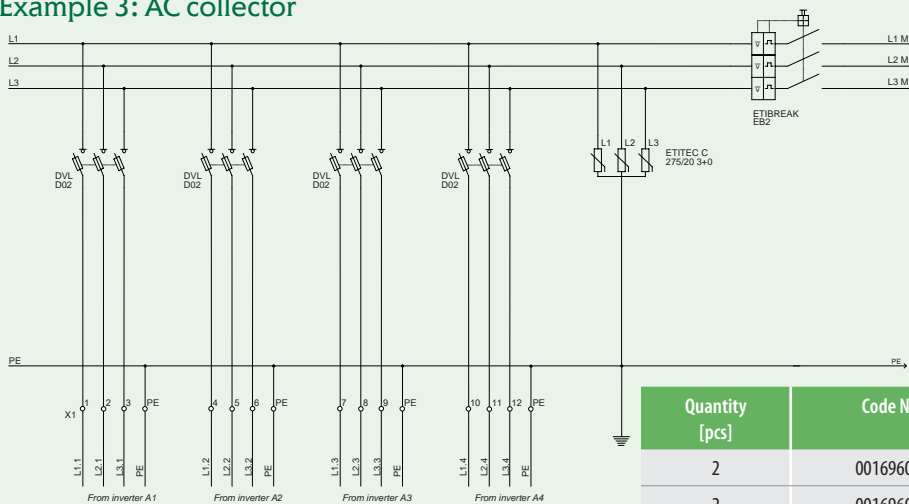 Example 3: AC collector
L1
L2
L3
L1 M
L2 M
L3 M
ETIBREAK
EB2
L1 L2 L3
ETITEC C
275/20 3+0
DVL
D02
DVL
D02
DVL
D02
DVL
D02
PE
PE
X1
1 2 3 PE
4 5 6 PE
7 8 9 PE
10 11 12 PE
L1.1 L2.1 L3.1 PE
L1.2 L2.2 L3.2 PE
L1.3 L2.3 L3.3 PE
L1.4 L2.4 L3.4 PE
From inverter A1
From inverter A2
From inverter A3
From inverter A4
Quantity
[pcs]
Code N
2 0016960